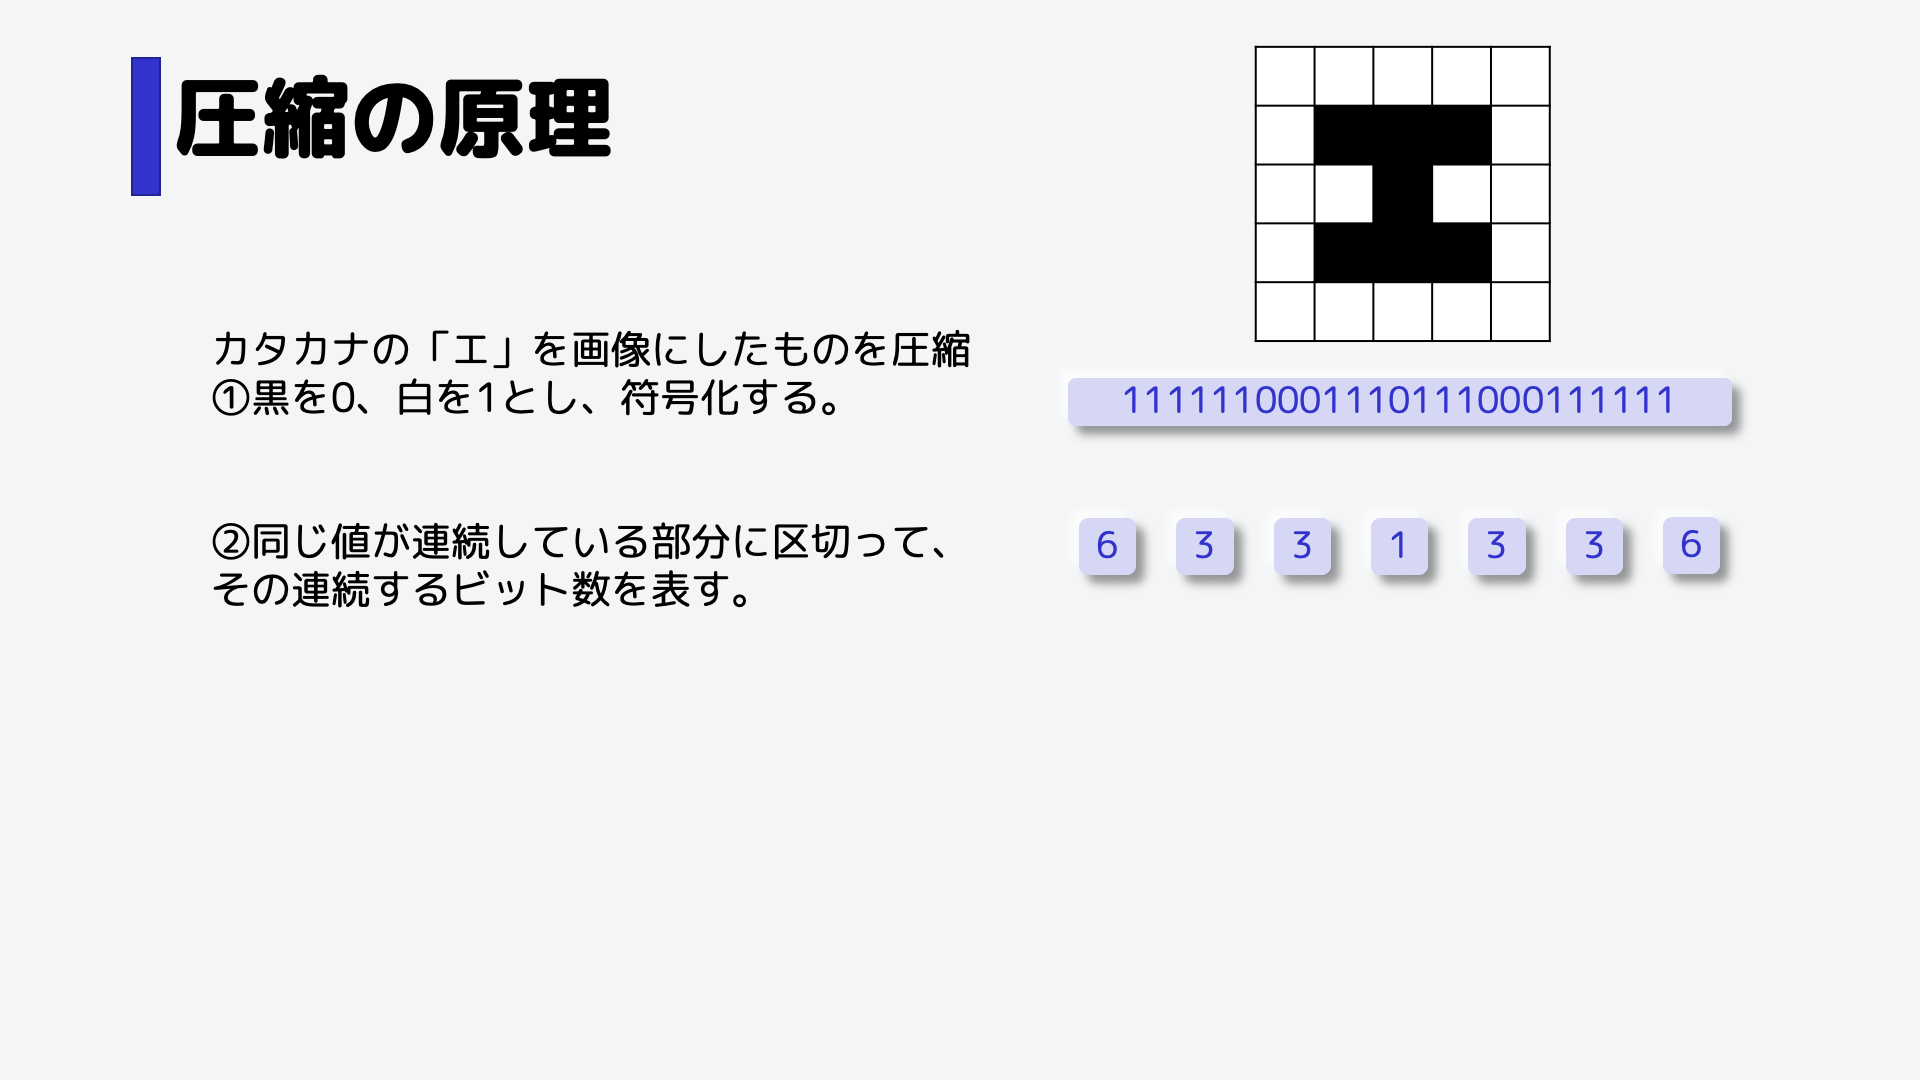 圧縮の原理
カタカナの「エ」を画像にしたものを圧縮
①黒を0、白を1とし、符号化する。
1111110001110111000111111
②同じ値が連続している部分に区切って、
その連続するビット数を表す。
6 3 3 1 3 3 6